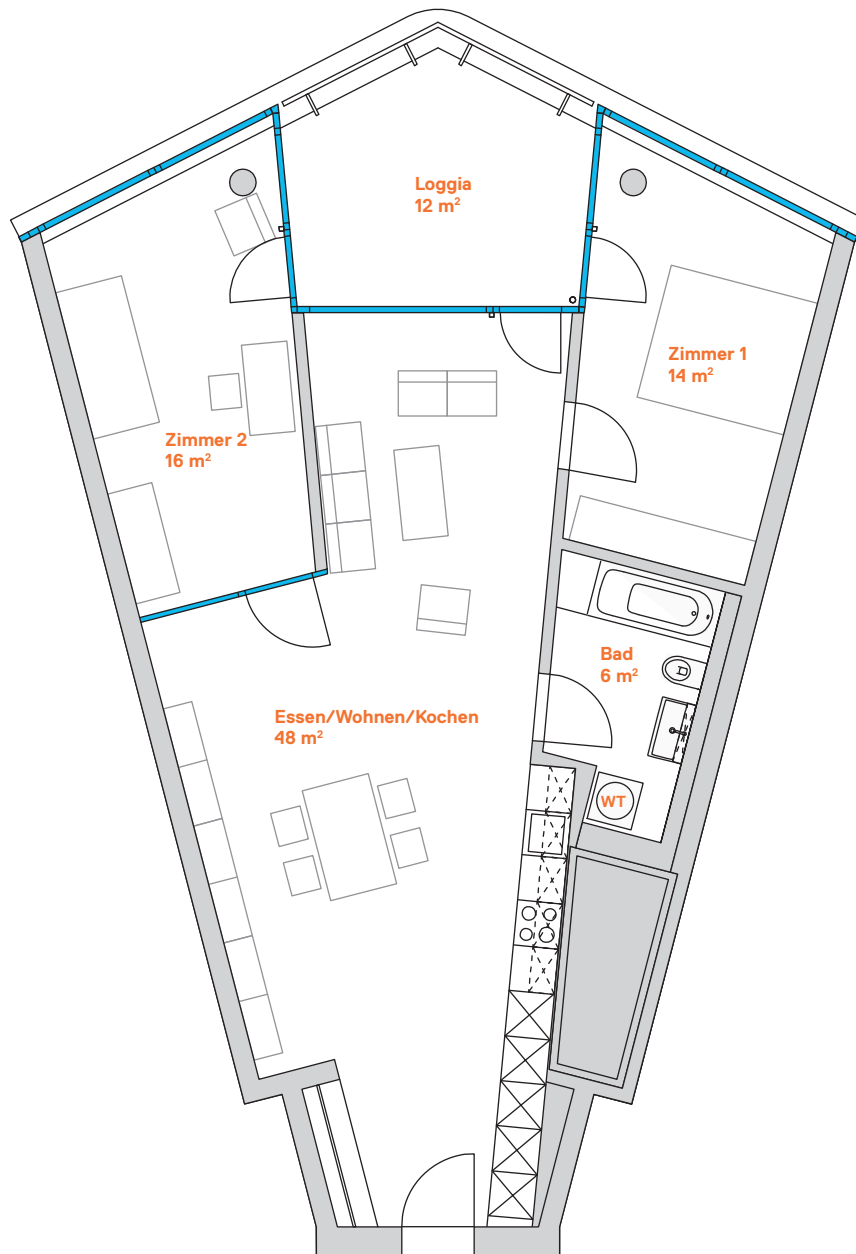 Loggia
12 m²
Zimmer 1
14 m²
Zimmer 2
16 m²
Bad
6 m²
Essen/Wohnen/Kochen
48 m²
WT